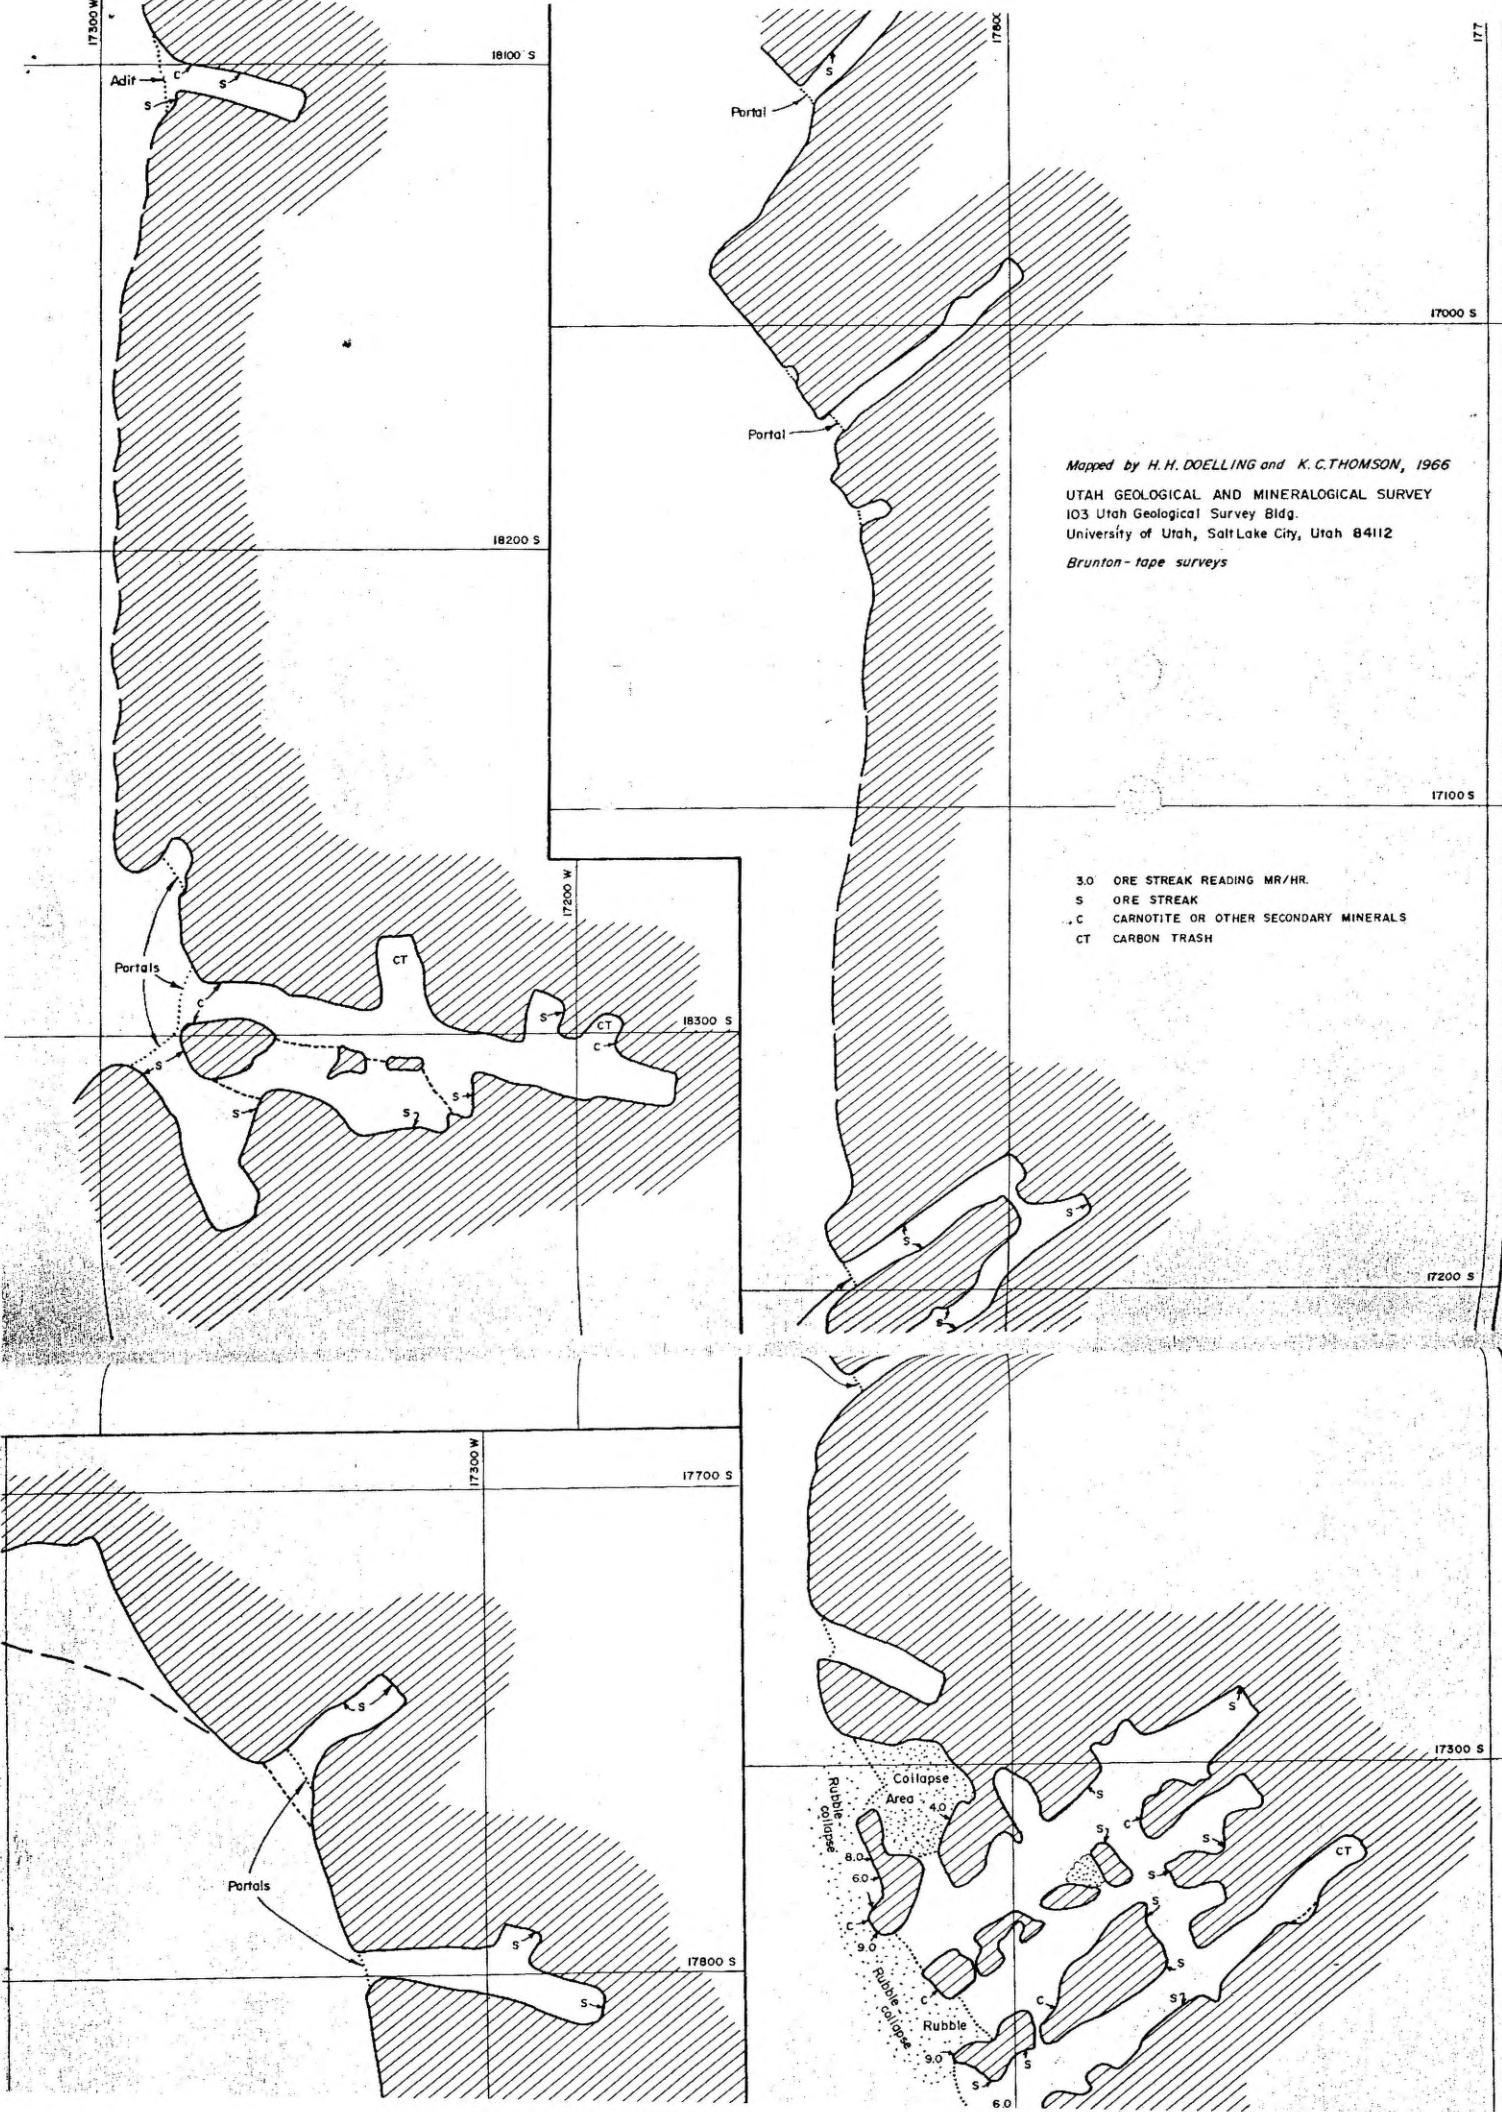 17300 W
18100 S
Adit
C
S
S
18200 S
Portals
C
S
S
S
S
CT
S
CT
C
17200 W
18300 S
17800
177
S
Portal
17000 S
Portal
Mapped by H. H. DOELLING and K. C. THOMSON, 1966
UTAH GEOLOGICAL AND MINERALOGICAL SURVEY
103 Utah Geological Survey Bldg.
University of Utah, Salt Lake City, Utah 84112
Brunton-tape surveys
17100 S
3.0 ORE STREAK READING MR/HR.
S ORE STREAK
C CARNOTITE OR OTHER SECONDARY MINERALS
CT CARBON TRASH
S
S
17200 S
S
17300 W
17700 S
S
Portals
S
17800 S
S
S
17300 S
Collapse
Area
4.0
Rubble
collapse
S
C
S
S
S
CT
8.0
6.0
C
9.0
S
S
S
C
C
Rubble
collapse
Rubble
9.0
S
S
6.0